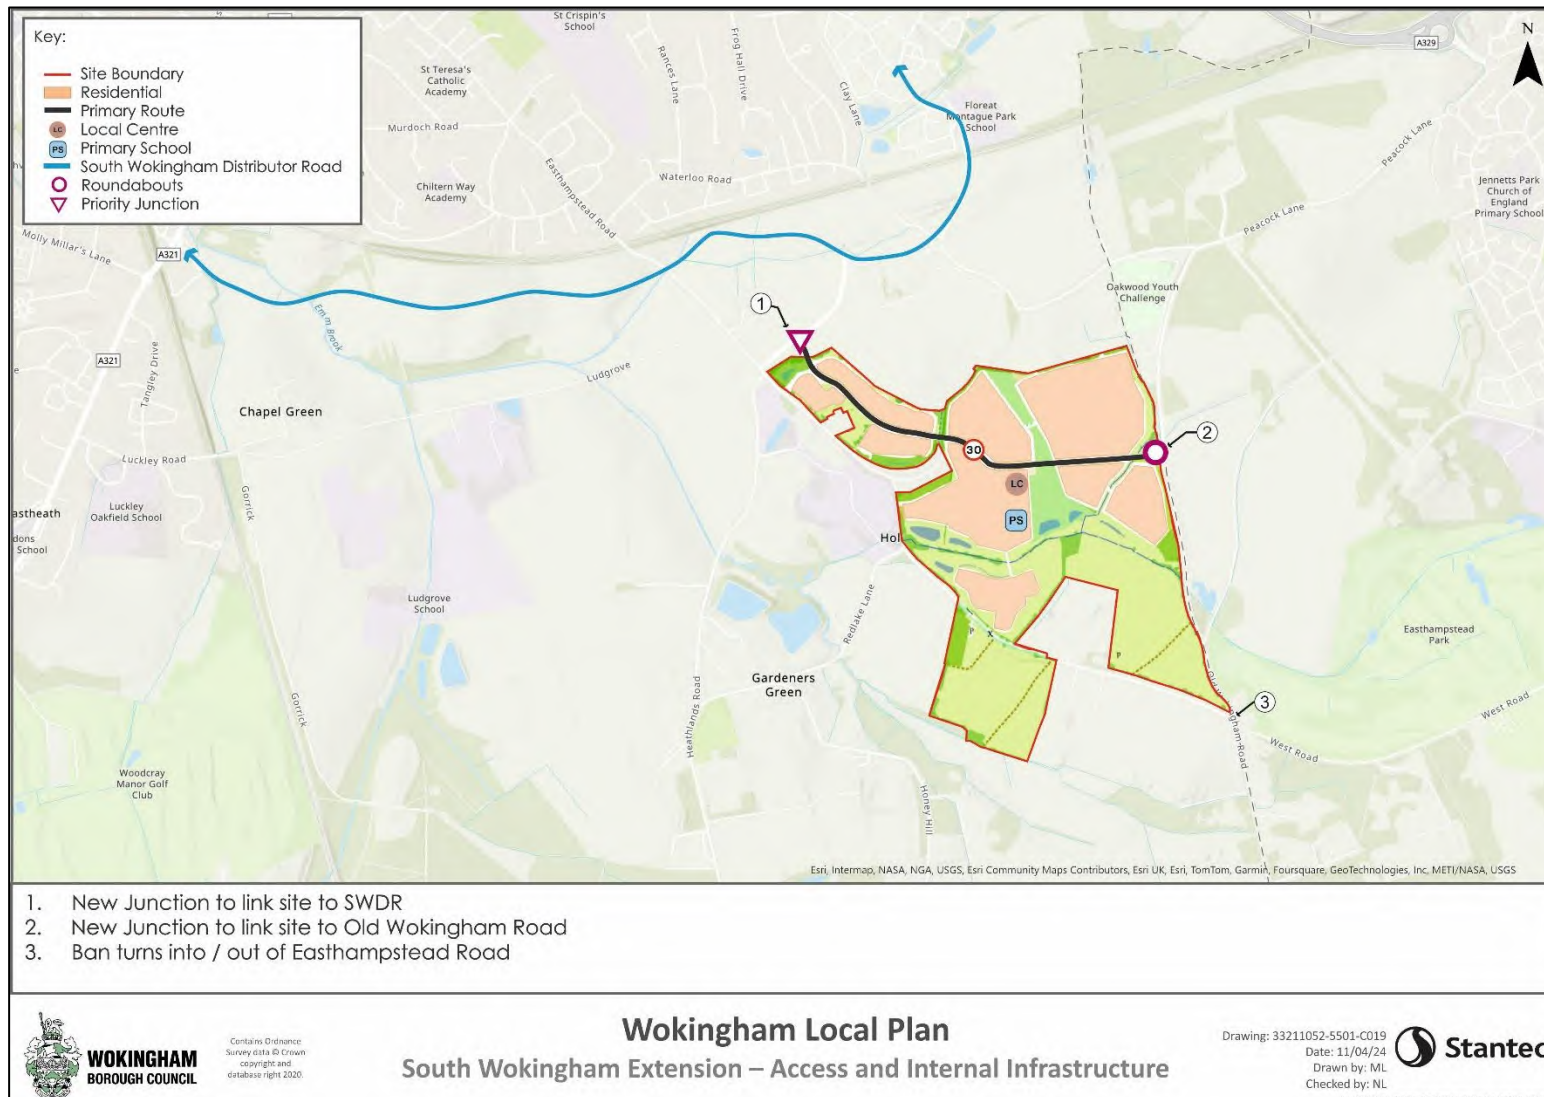 Key:
Site Boundary
Residential
Primary Route
LC Local Centre
PS Primary School
South Wokingham Distributor Road
Roundabouts
Priority Junction
St Crispin's
School
St Teresa's
Catholic
Academy
Rances Lane
Frog Hall Drive
Clay Lane
Floreat
Montague Park
School
A329
N
Murdoch Road
Easthampstead Road
Waterloo Road
Chiltern Way
Academy
Peacock Lane
Peacock Lane
Jennetts Park
Church of
England
Primary School
Molly Millar's Lane
A321
Emm Brook
Oakwood Youth
Challenge
1
A321
Tangley Drive
Ludgrove
Chapel Green
2
30
Luckley Road
LC
Gorrick
Luckley
Oakfield School
astheath
dons
School
PS
Hol
Ludgrove
School
Redlake Lane
Easthampstead
Park
P
X
P
Gardeners
Green
Heathlands Road
Gorrick
3
West Road
West Road
Woodcray
Manor Golf
Club
Honey Hill
Esri, Intermap, NASA, NGA, USGS, Esri Community Maps Contributors, Esri UK, Esri, TomTom, Garmin, Foursquare, GeoTechnologies, Inc, METI/NASA, USGS
1. New Junction to link site to SWDR
2. New Junction to link site to Old Wokingham Road
3. Ban turns into / out of Easthampstead Road
WOKINGHAM
BOROUGH COUNCIL
Contains Ordnance
Survey data © Crown
copyright and
database right 2020
Wokingham Local Plan
South Wokingham Extension – Access and Internal Infrastructure
Drawing: 33211052-5501-C019
Date: 11/04/24
Drawn by: ML
Checked by: NL
Stantec